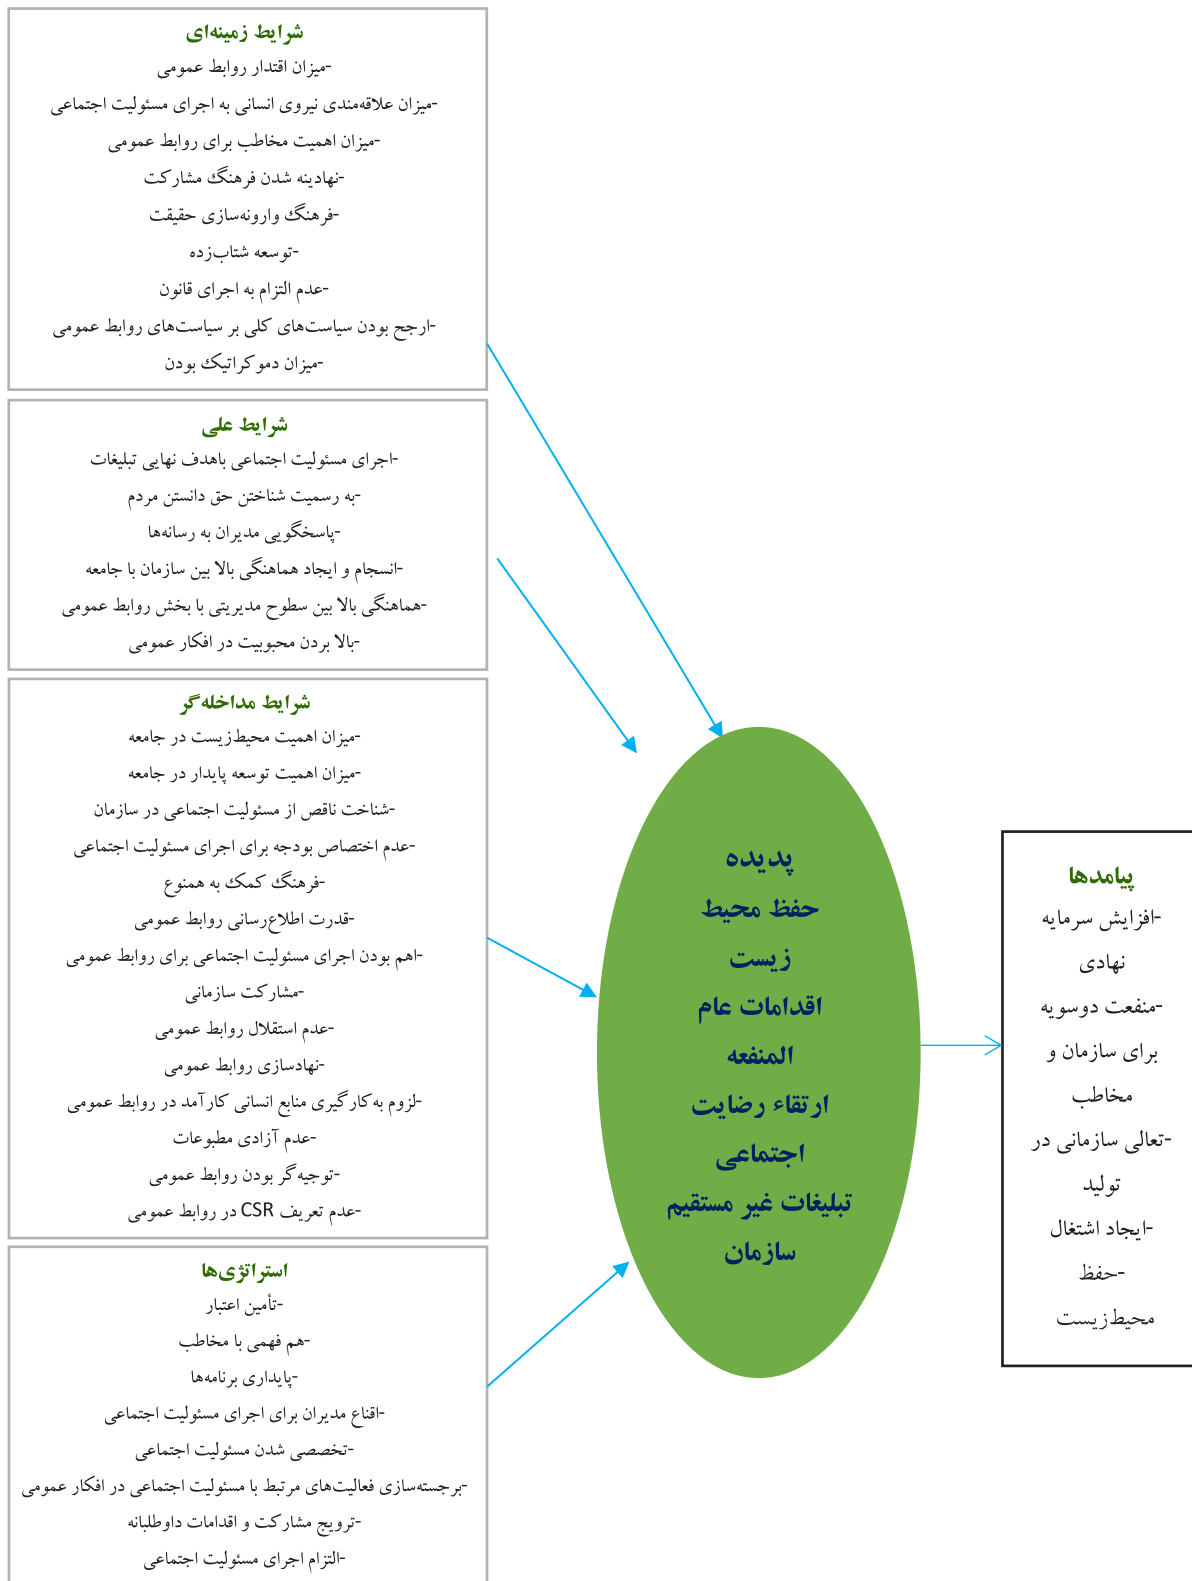 شرایط زمینه‌ای
-میزان اقتدار روابط عمومی
-میزان علاقه‌مندی نیروی انسانی به اجرای مسئولیت اجتماعی
-میزان اهمیت مخاطب برای روابط عمومی
-نهادینه شدن فرهنگ مشارکت
-فرهنگ وارونه‌سازی حقیقت
-توسعه شتاب‌زده
-عدم التزام به اجرای قانون
-ارجح بودن سیاست‌های کلی بر سیاست‌های روابط عمومی
-میزان دموکراتیک بودن
شرایط علی
-اجرای مسئولیت اجتماعی باهدف نهایی تبلیغات
-به رسمیت شناختن حق دانستن مردم
-پاسخگویی مدیران به رسانه‌ها
-انسجام و ایجاد هماهنگی بالا بین سازمان با جامعه
-هماهنگی بالا بین سطوح مدیریتی با بخش روابط عمومی
-بالا بردن محبوبیت در افکار عمومی
شرایط مداخله‌گر
-میزان اهمیت محیط‌زیست در جامعه
-میزان اهمیت توسعه پایدار در جامعه
-شناخت ناقص از مسئولیت اجتماعی در سازمان
-عدم اختصاص بودجه برای اجرای مسئولیت اجتماعی
-فرهنگ کمک به همنوع
-قدرت اطلاع‌رسانی روابط عمومی
-اهم بودن اجرای مسئولیت اجتماعی برای روابط عمومی
-مشارکت سازمانی
-عدم استقلال روابط عمومی
-نهادسازی روابط عمومی
-لزوم به‌کارگیری منابع انسانی کارآمد در روابط عمومی
-عدم آزادی مطبوعات
-توجیه‌گر بودن روابط عمومی
-عدم تعریف CSR در روابط عمومی
استراتژی‌ها
-تأمین اعتبار
-هم فهمی با مخاطب
-پایداری برنامه‌ها
-اقناع مدیران برای اجرای مسئولیت اجتماعی
-تخصصی شدن مسئولیت اجتماعی
-برجسته‌سازی فعالیت‌های مرتبط با مسئولیت اجتماعی در افکار عمومی
-ترویج مشارکت و اقدامات داوطلبانه
-التزام اجرای مسئولیت اجتماعی
پدیده
حفظ محیط
زیست
اقدامات عام
المنفعه
ارتقاء رضایت
اجتماعی
تبلیغات غیر مستقیم
سازمان
پیامدها
-افزایش سرمایه
نهادی
-منفعت دوسویه
برای سازمان و
مخاطب
-تعالی سازمانی در
تولید
-ایجاد اشتغال
-حفظ
محیط‌زیست